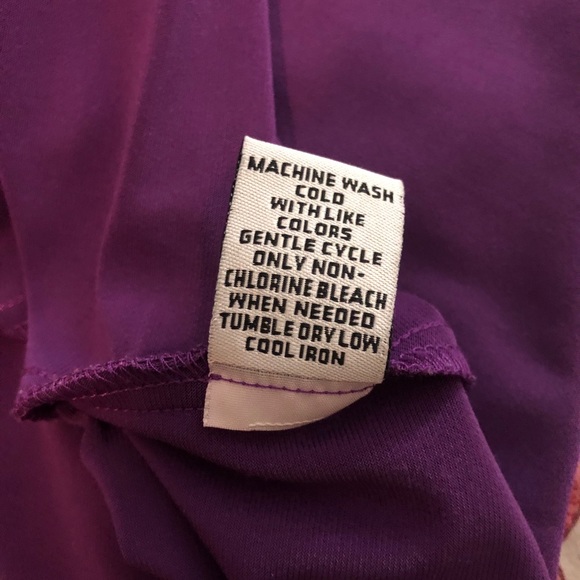 MACHINE WASH
COLD
WITH LIKE
COLORS
GENTLE CYCLE
ONLY NON-
CHLORINE BLEACH
WHEN NEEDED
TUMBLE DRY LOW
COOL IRON